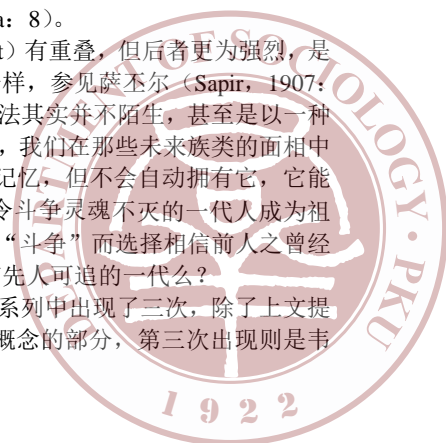 a: 8)。
t)有重叠，但后者更为强烈，是
样，参见萨丕尔（Sapir，1907：
法其实并不陌生，甚至是以一种
，我们在那些未来族类的面相中
记忆，但不会自动拥有它，它能
令斗争灵魂不灭的一代人成为祖
“斗争”而选择相信前人之曾经
先人可追的一代么？
系列中出现了三次，除了上文提
概念的部分，第三次出现则是韦
DEPARTMENT OF SOCIOLOGY · PKU
1922